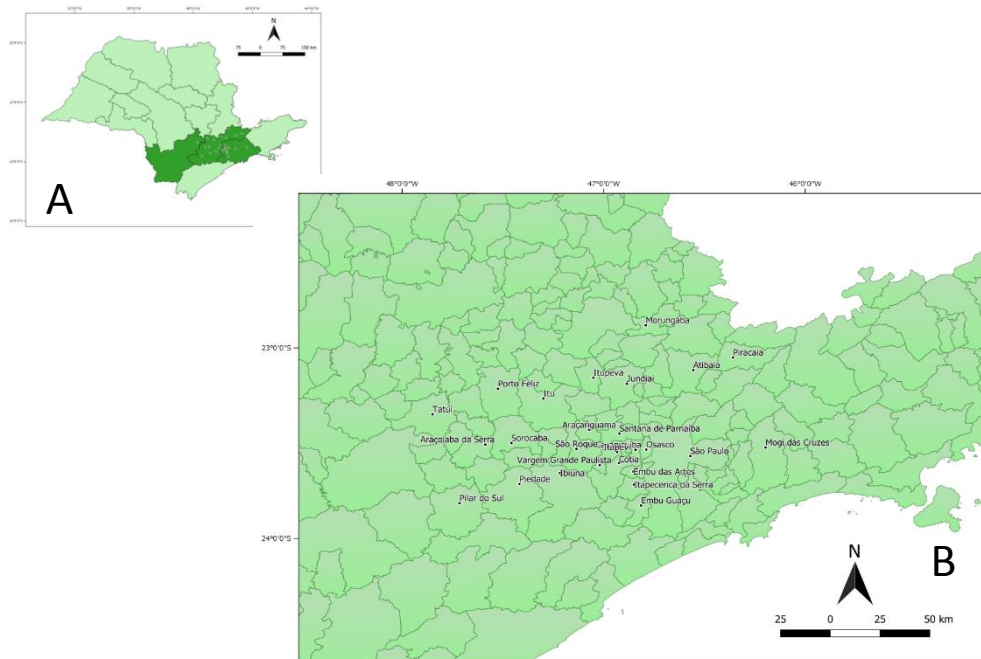 N
75 0 75 150 km
A
48°0'0"W 47°0'0"W 46°0'0"W
Morungaba
23°0'0"S
Piracaia
Atibaia
Itupeva
Jundiaí
Porto Feliz
Itu
Tatuí
Araçariguama
Santana de Parnaíba
Araçoiaba da Serra
Sorocaba
São Roque
Itapevi
Osasco
Mogi das Cruzes
São Paulo
Vargem Grande Paulista
Cotia
Ibiúna
Embu das Artes
Piedade
Itapecerica da Serra
Pilar do Sul
Embu Guaçu
24°0'0"S
N
B
25 0 25 50 km